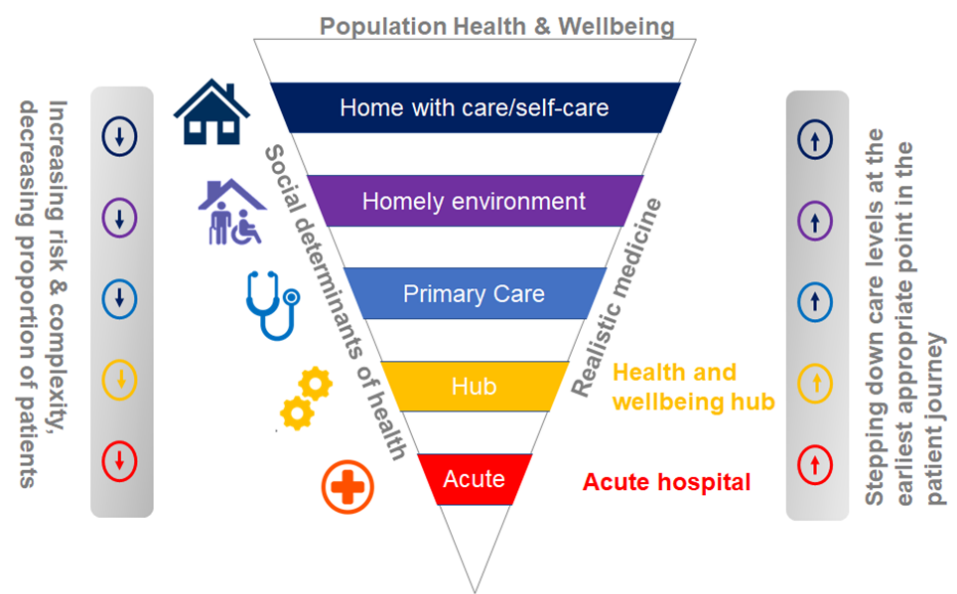 Population Health & Wellbeing
Home with care/self-care
Homely environment
Primary Care
Hub
Acute
Social determinants of health
Realistic medicine
Health and
wellbeing hub
Acute hospital
Increasing risk & complexity,
decreasing proportion of patients
Stepping down care levels at the
earliest appropriate point in the
patient journey